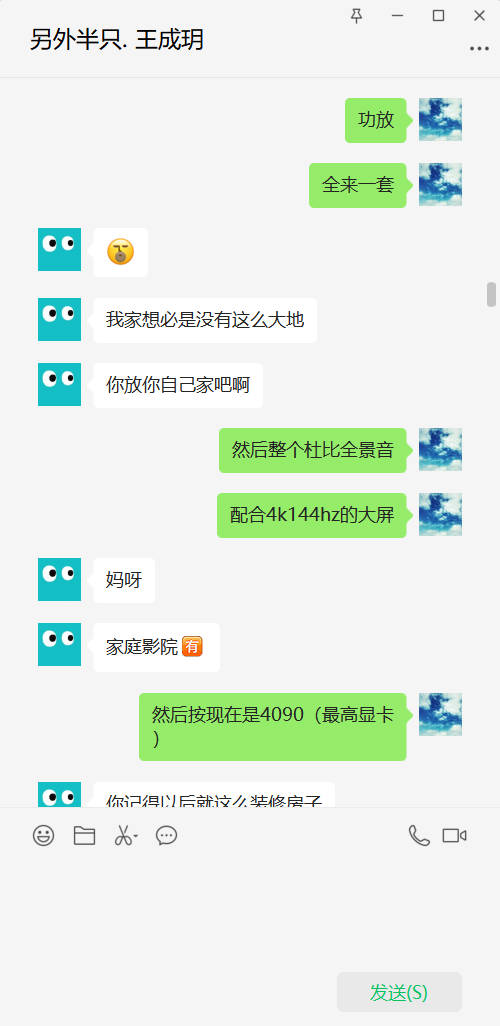 另外半只. 王成玥
功放
全来一套
我家想必是没有这么大地
你放你自己家吧啊
然后整个杜比全景音
配合4k144hz的大屏
妈呀
家庭影院🈶
然后按现在是4090（最高显卡
）
你记得以后就这么装修房子
发送(S)